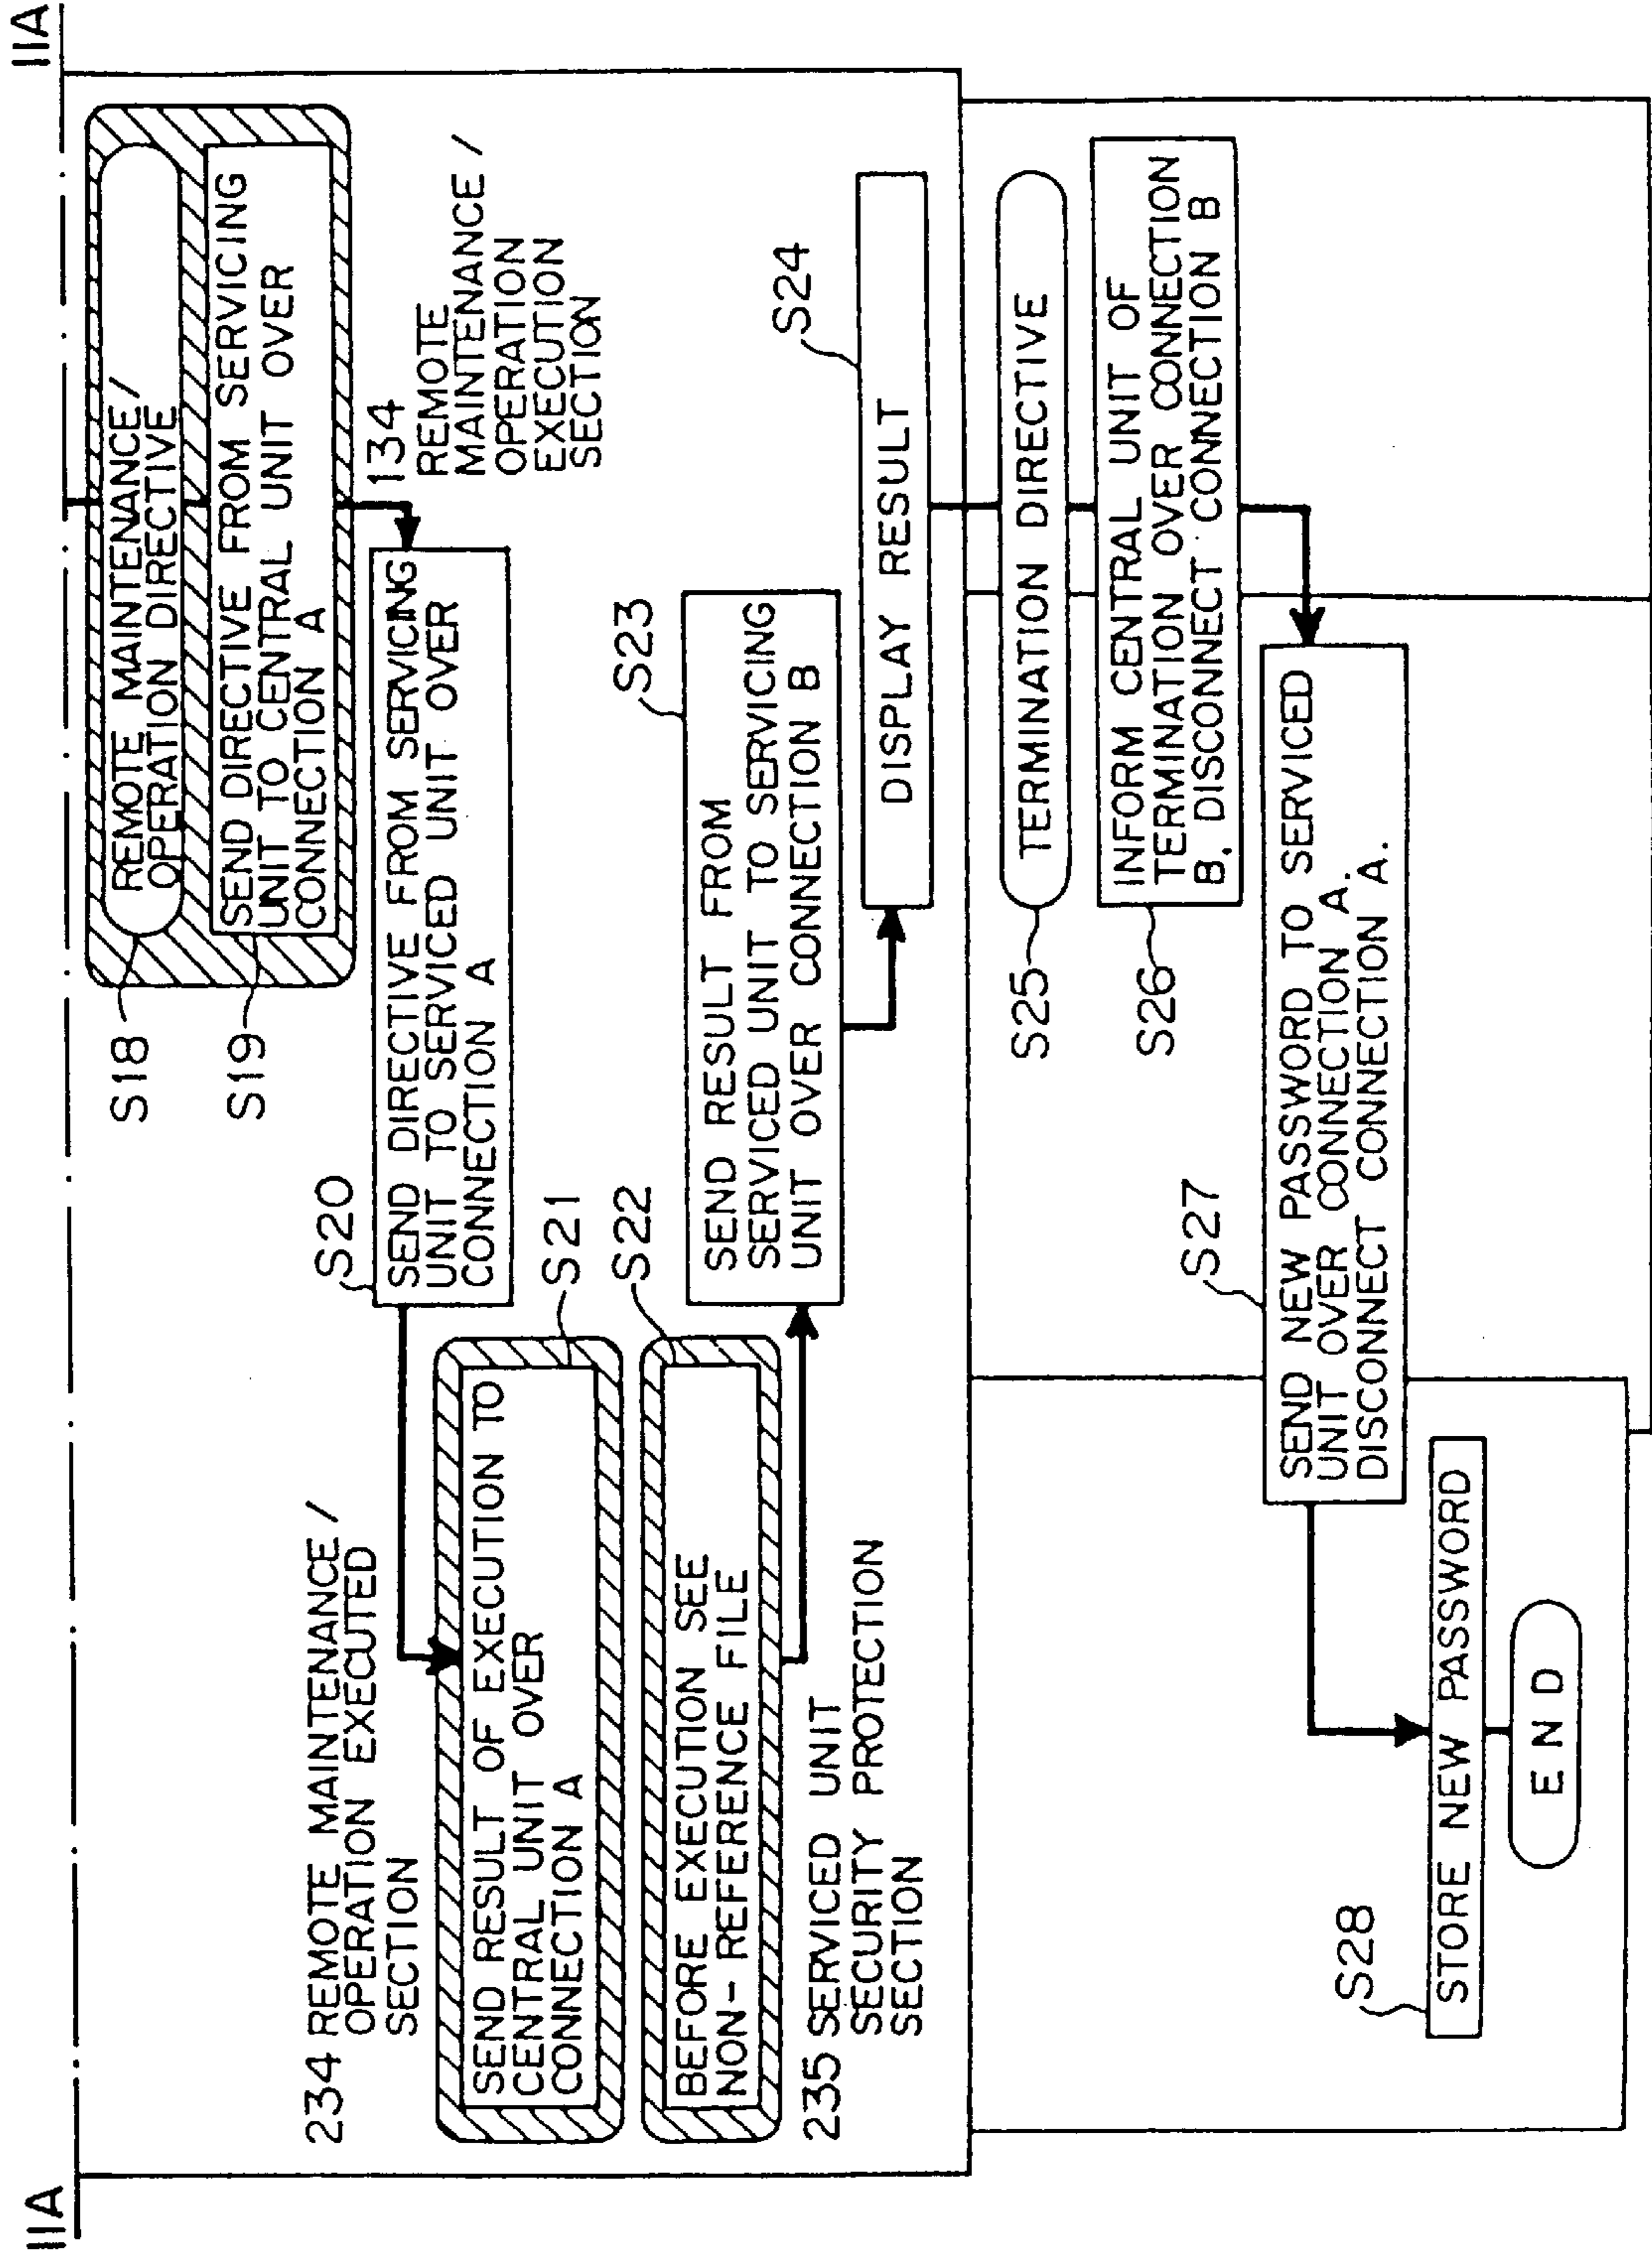 IIA
IIA
REMOTE MAINTENANCE/
OPERATION DIRECTIVE
S18
SEND DIRECTIVE FROM SERVICING
UNIT TO CENTRAL UNIT OVER
CONNECTION A
S19
134
REMOTE
MAINTENANCE /
OPERATION
EXECUTION
SECTION
S20
SEND DIRECTIVE FROM SERVICING
UNIT TO SERVICED UNIT OVER
CONNECTION A
234 REMOTE MAINTENANCE /
OPERATION EXECUTED
SECTION
SEND RESULT OF EXECUTION TO
CENTRAL UNIT OVER
CONNECTION A
S21
S22
BEFORE EXECUTION SEE
NON-REFERENCE FILE
235 SERVICED UNIT
SECURITY PROTECTION
SECTION
S23
SEND RESULT FROM
SERVICED UNIT TO SERVICING
UNIT OVER CONNECTION B
S24
DISPLAY RESULT
TERMINATION DIRECTIVE
S25
INFORM CENTRAL UNIT OF
TERMINATION OVER CONNECTION
B, DISCONNECT CONNECTION B
S26
S27
SEND NEW PASSWORD TO SERVICED
UNIT OVER CONNECTION A.
DISCONNECT CONNECTION A.
S28
STORE NEW PASSWORD
END